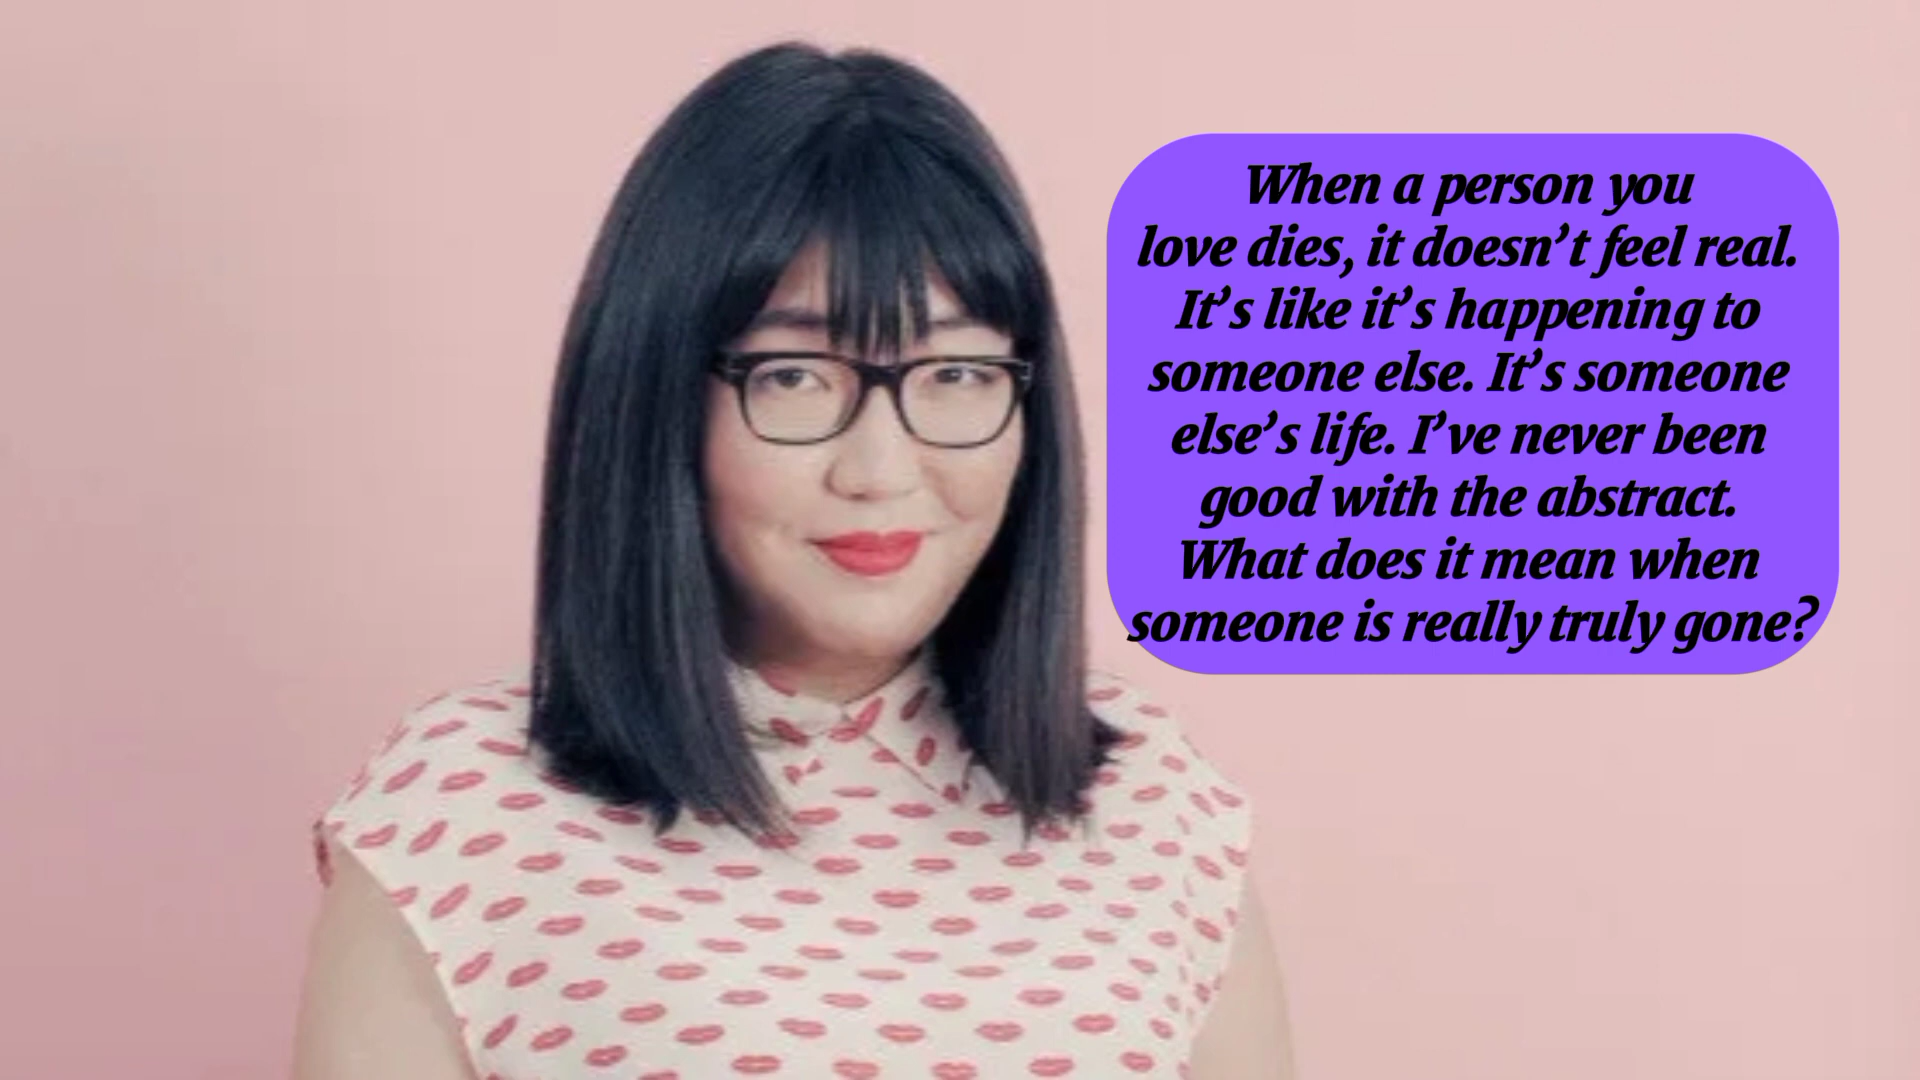 When a person you
love dies, it doesn’t feel real.
It’s like it’s happening to
someone else. It’s someone
else’s life. I’ve never been
good with the abstract.
What does it mean when
someone is really truly gone?